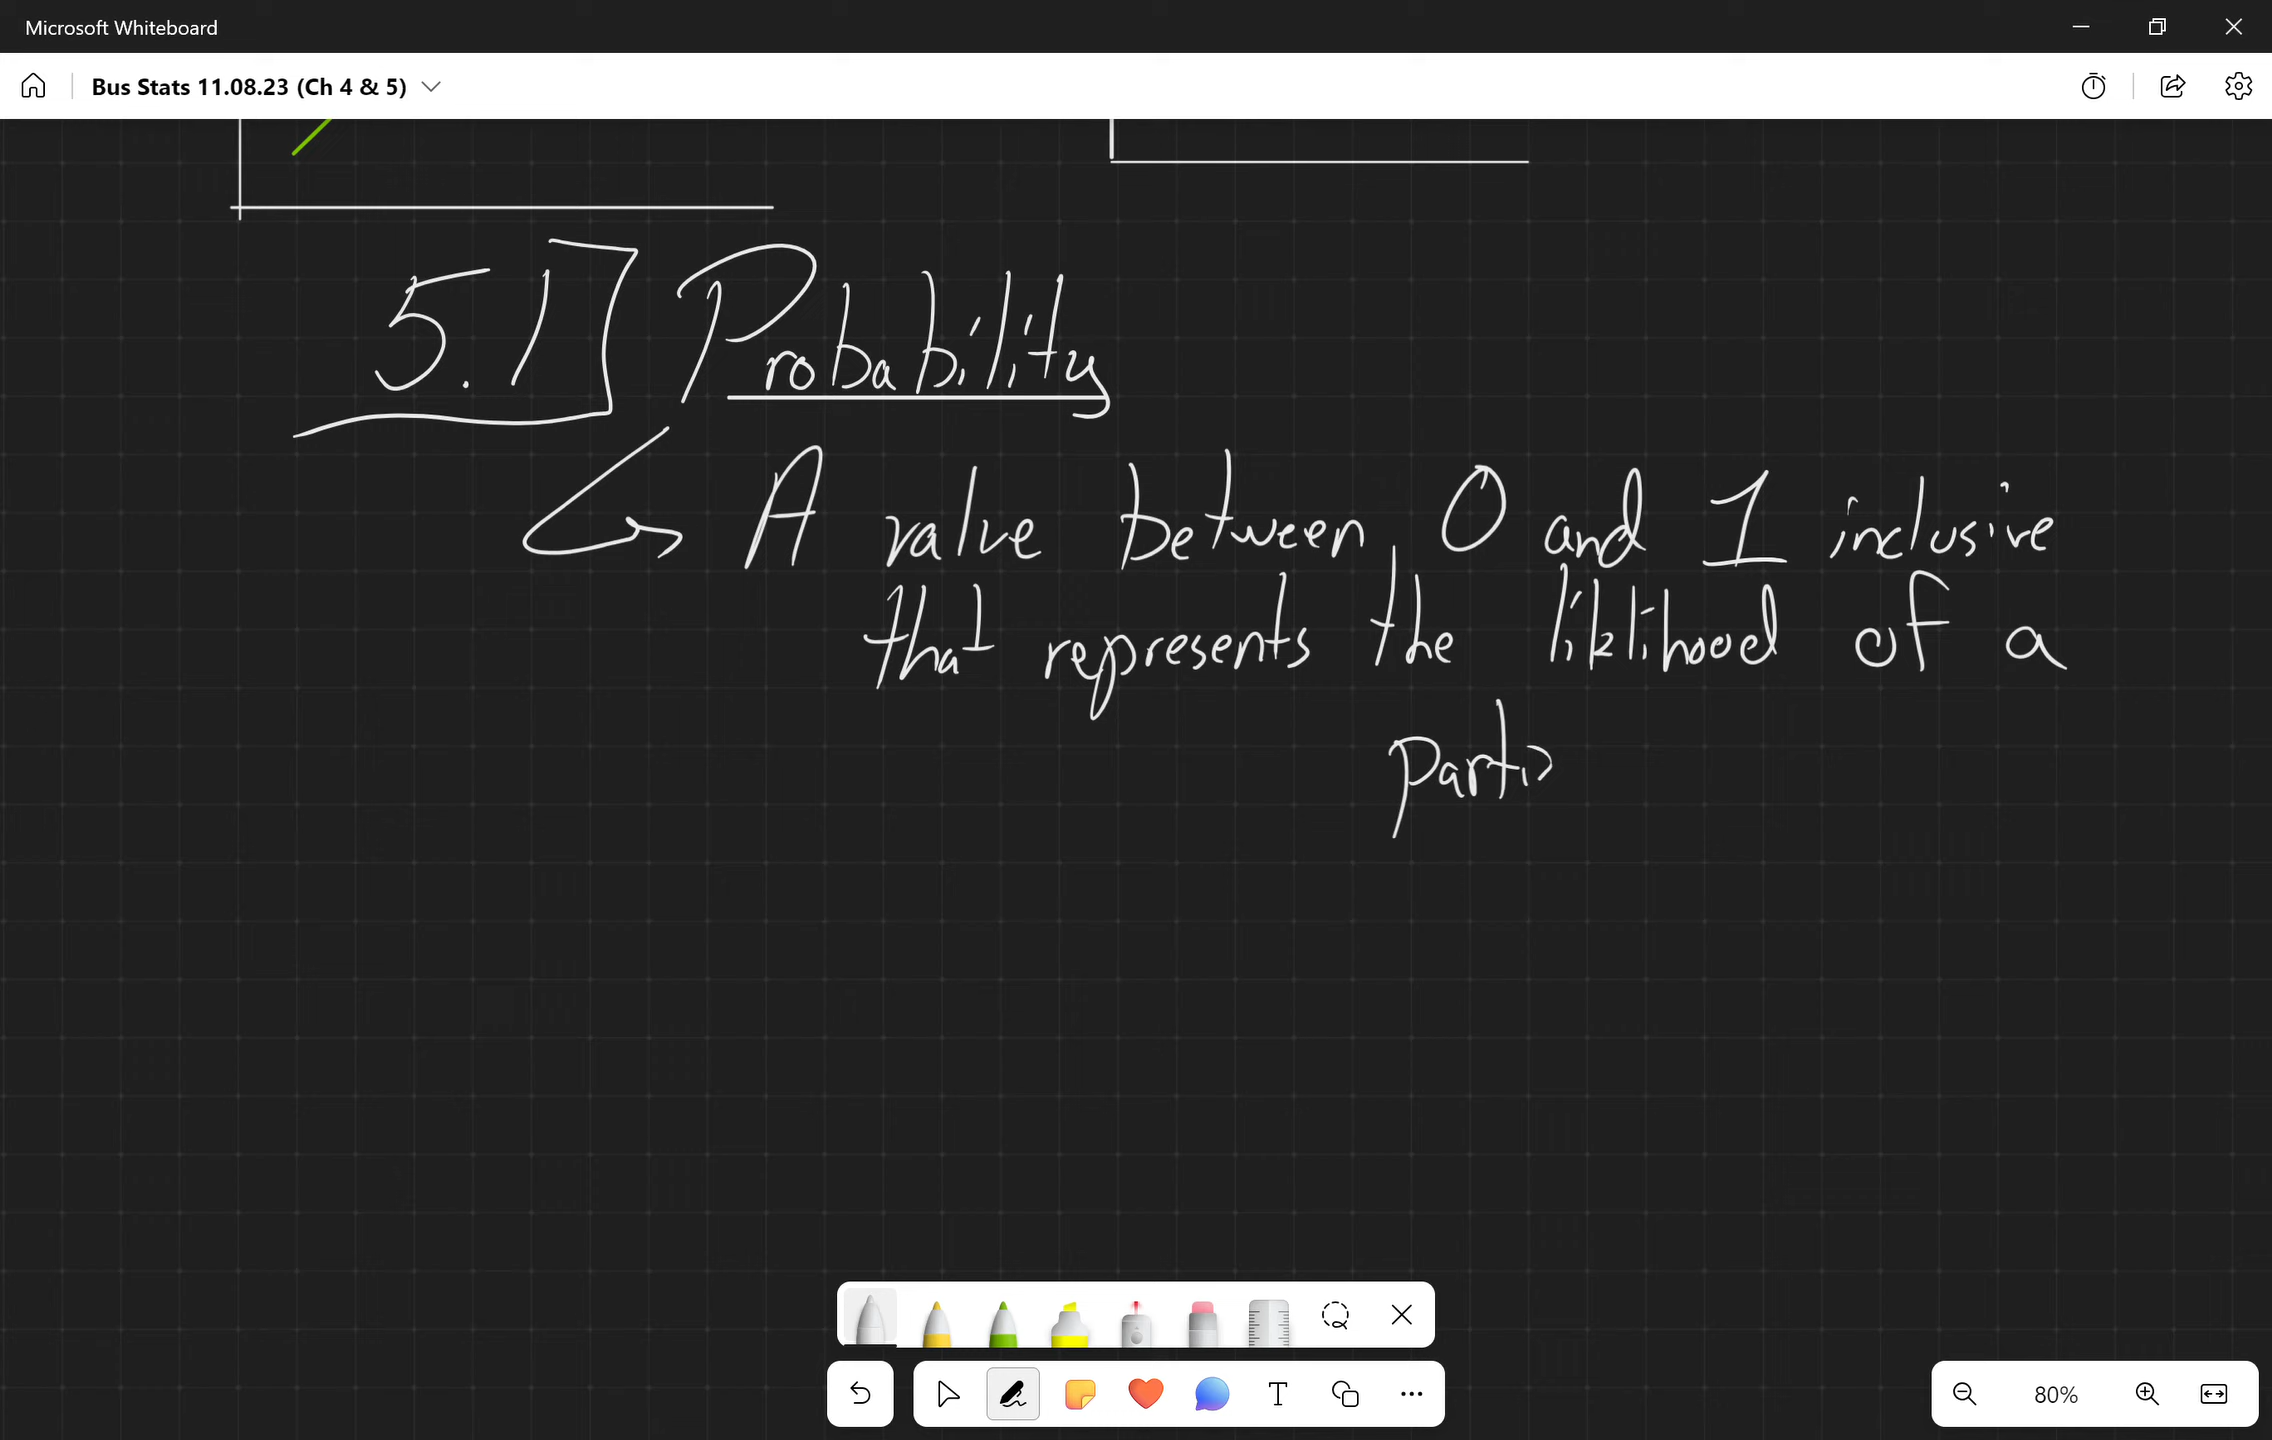 Microsoft Whiteboard
Bus Stats 11.08.23 (Ch 4 & 5)
5.1 Probability
A value between 0 and 1 inclusive
that represents the liklihood of a
partic
80%